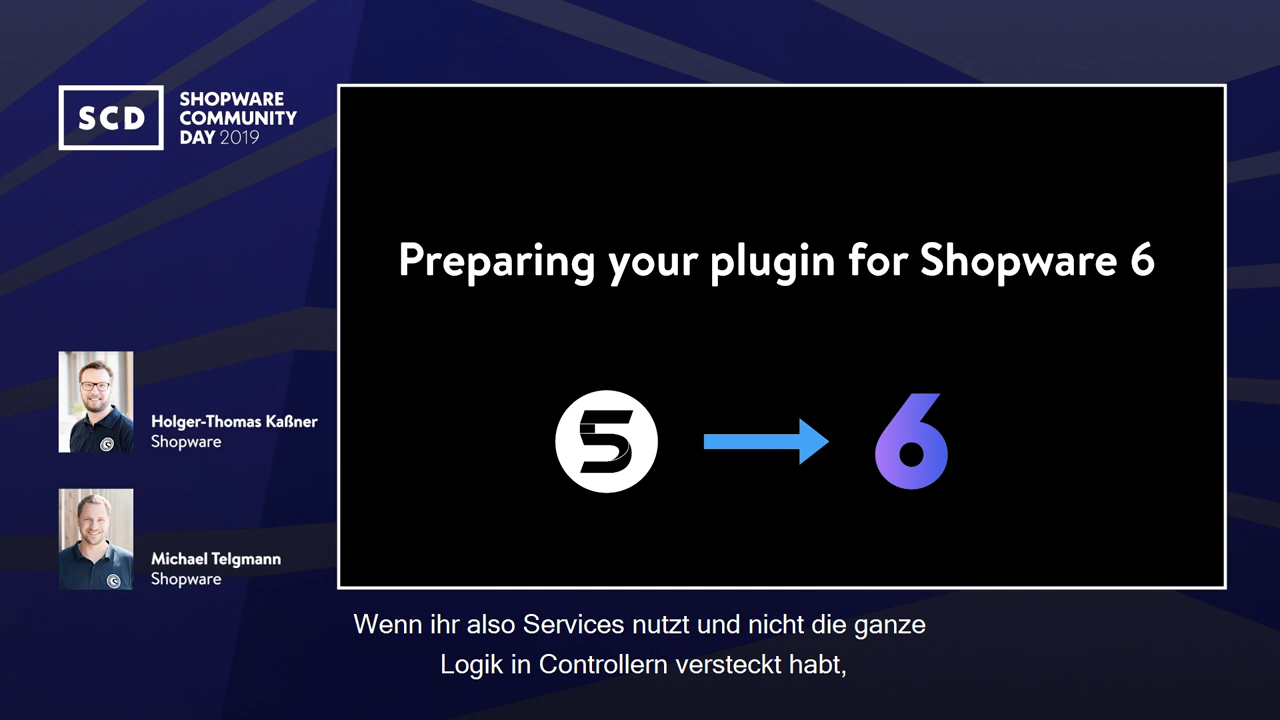 SCD
SHOPWARE
COMMUNITY
DAY 2019
Preparing your plugin for Shopware 6
5
6
Holger-Thomas Kaßner
Shopware
Michael Telgmann
Shopware
Wenn ihr also Services nutzt und nicht die ganze
Logik in Controllern versteckt habt,